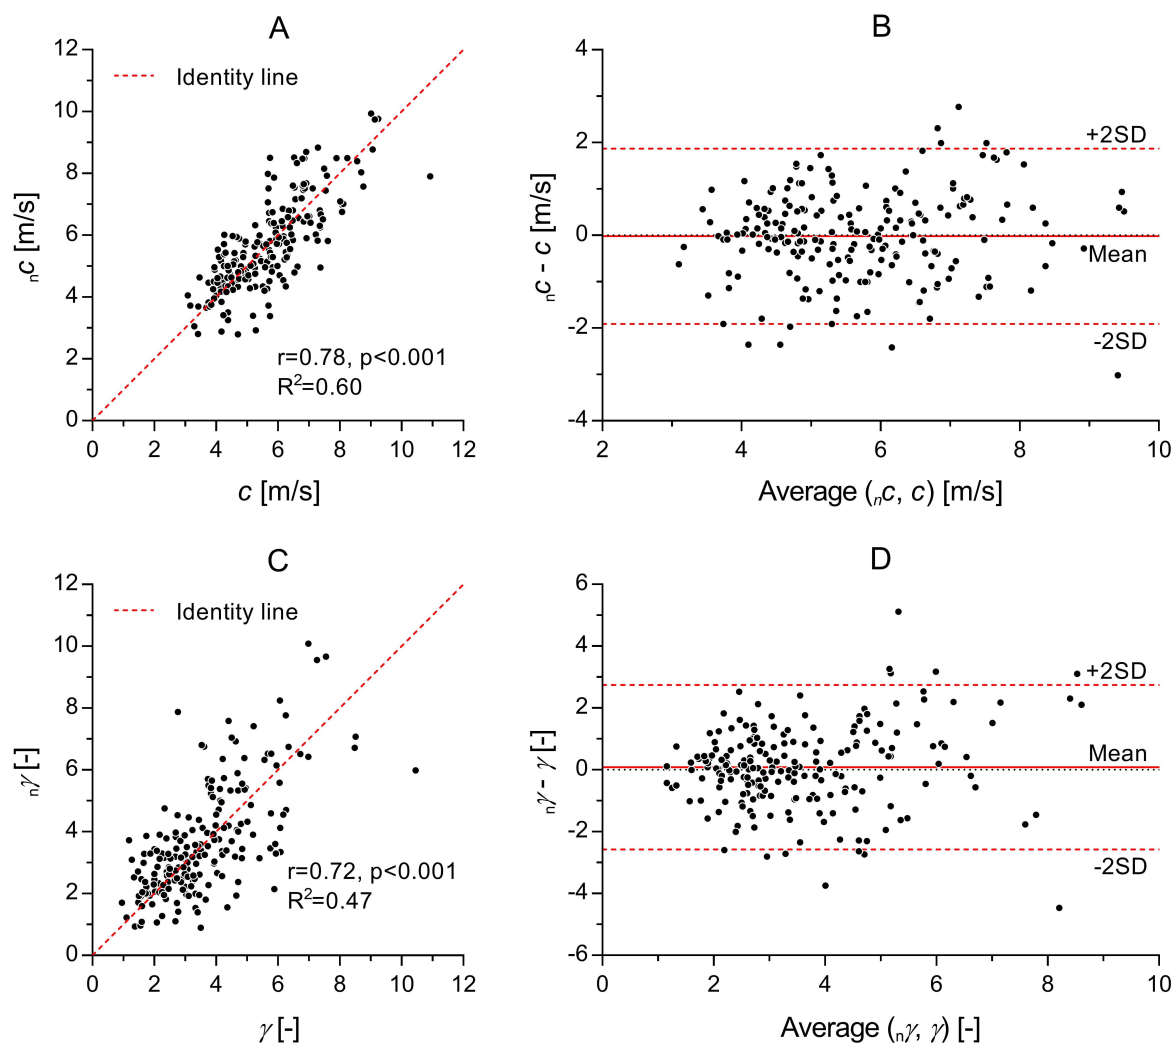 A
12
10
8
6
4
2
0
Identity line
r=0.78, p<0.001
R²=0.60
0 2 4 6 8 10 12
c [m/s]
ₙc [m/s]
B
4
2
0
-2
-4
+2SD
Mean
-2SD
2 4 6 8 10
Average (ₙc, c) [m/s]
ₙc - c [m/s]
C
12
10
8
6
4
2
0
Identity line
r=0.72, p<0.001
R²=0.47
0 2 4 6 8 10 12
γ [-]
ₙγ [-]
D
6
4
2
0
-2
-4
-6
+2SD
Mean
-2SD
0 2 4 6 8 10
Average (ₙγ, γ) [-]
ₙγ - γ [-]